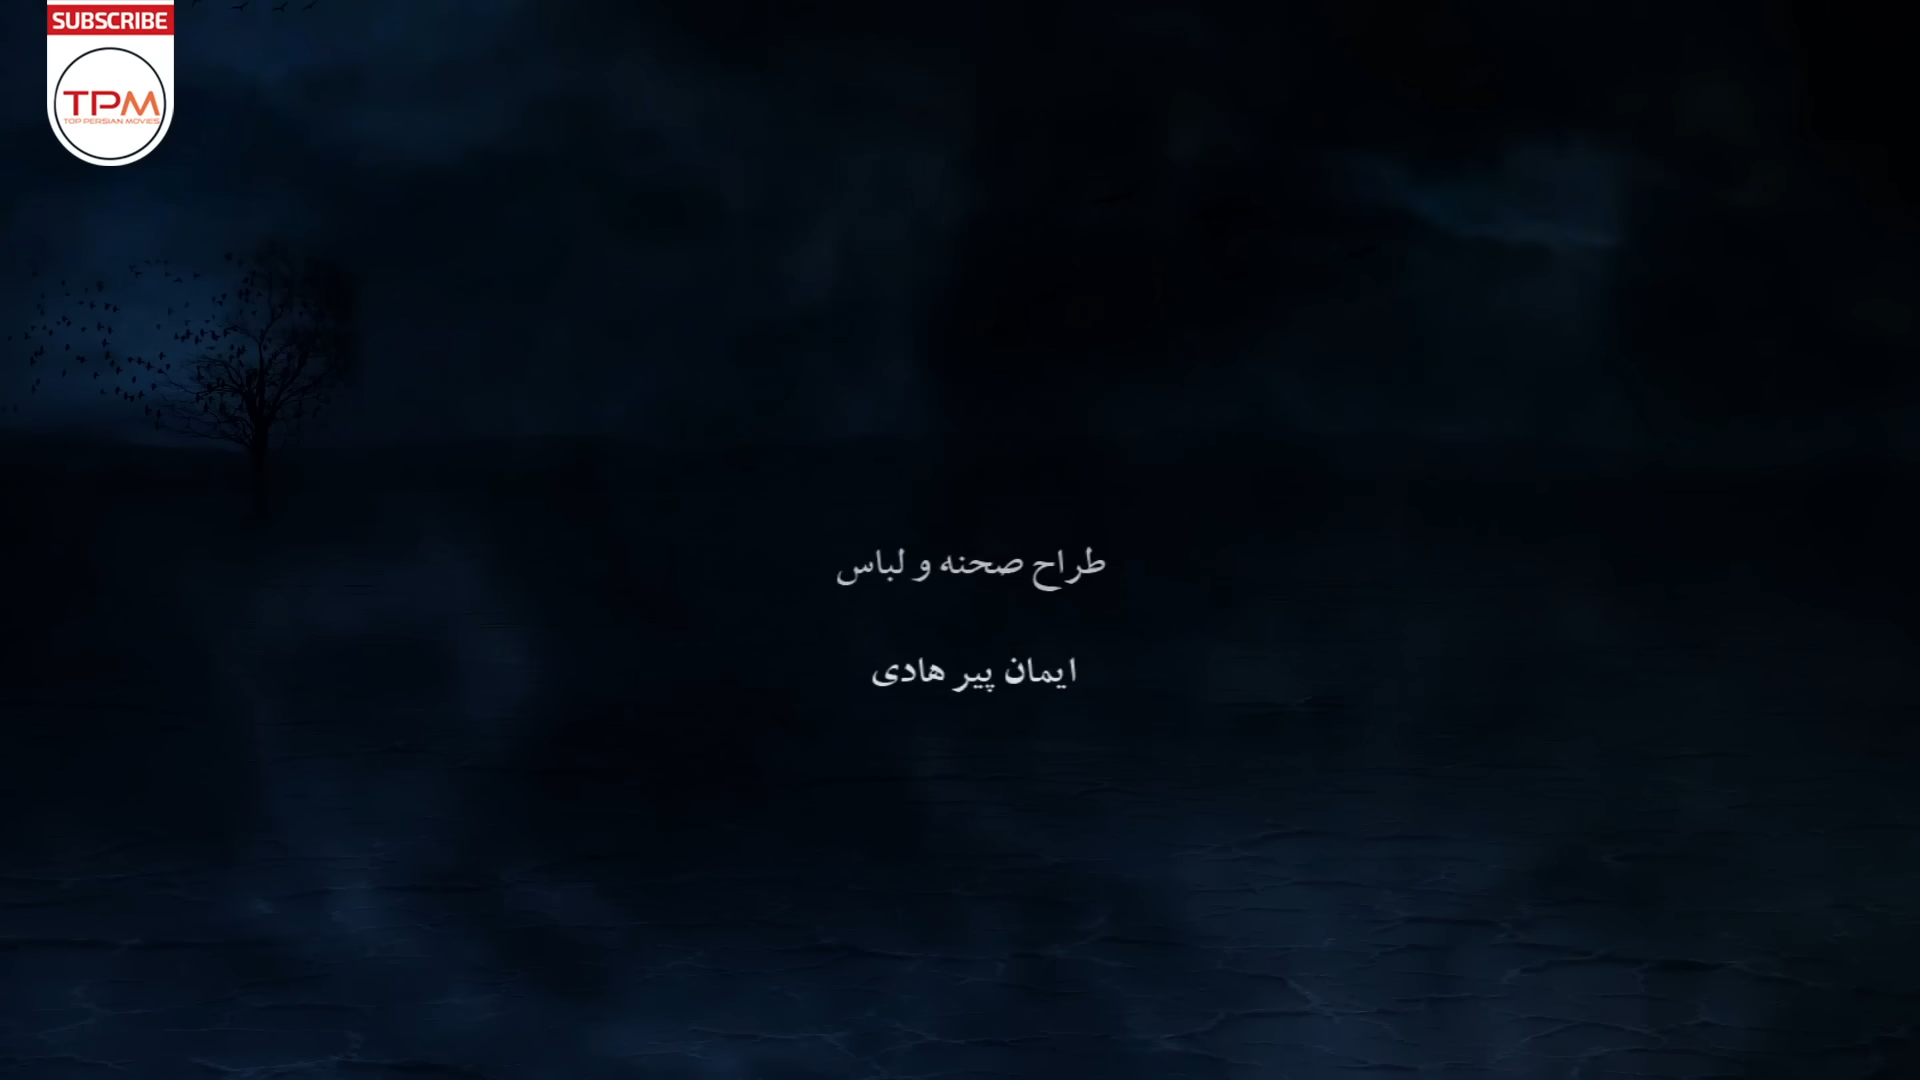 SUBSCRIBE
TPM
TOP PERSIAN MOVIES
طراح صحنه و لباس
ایمان پیر هادی